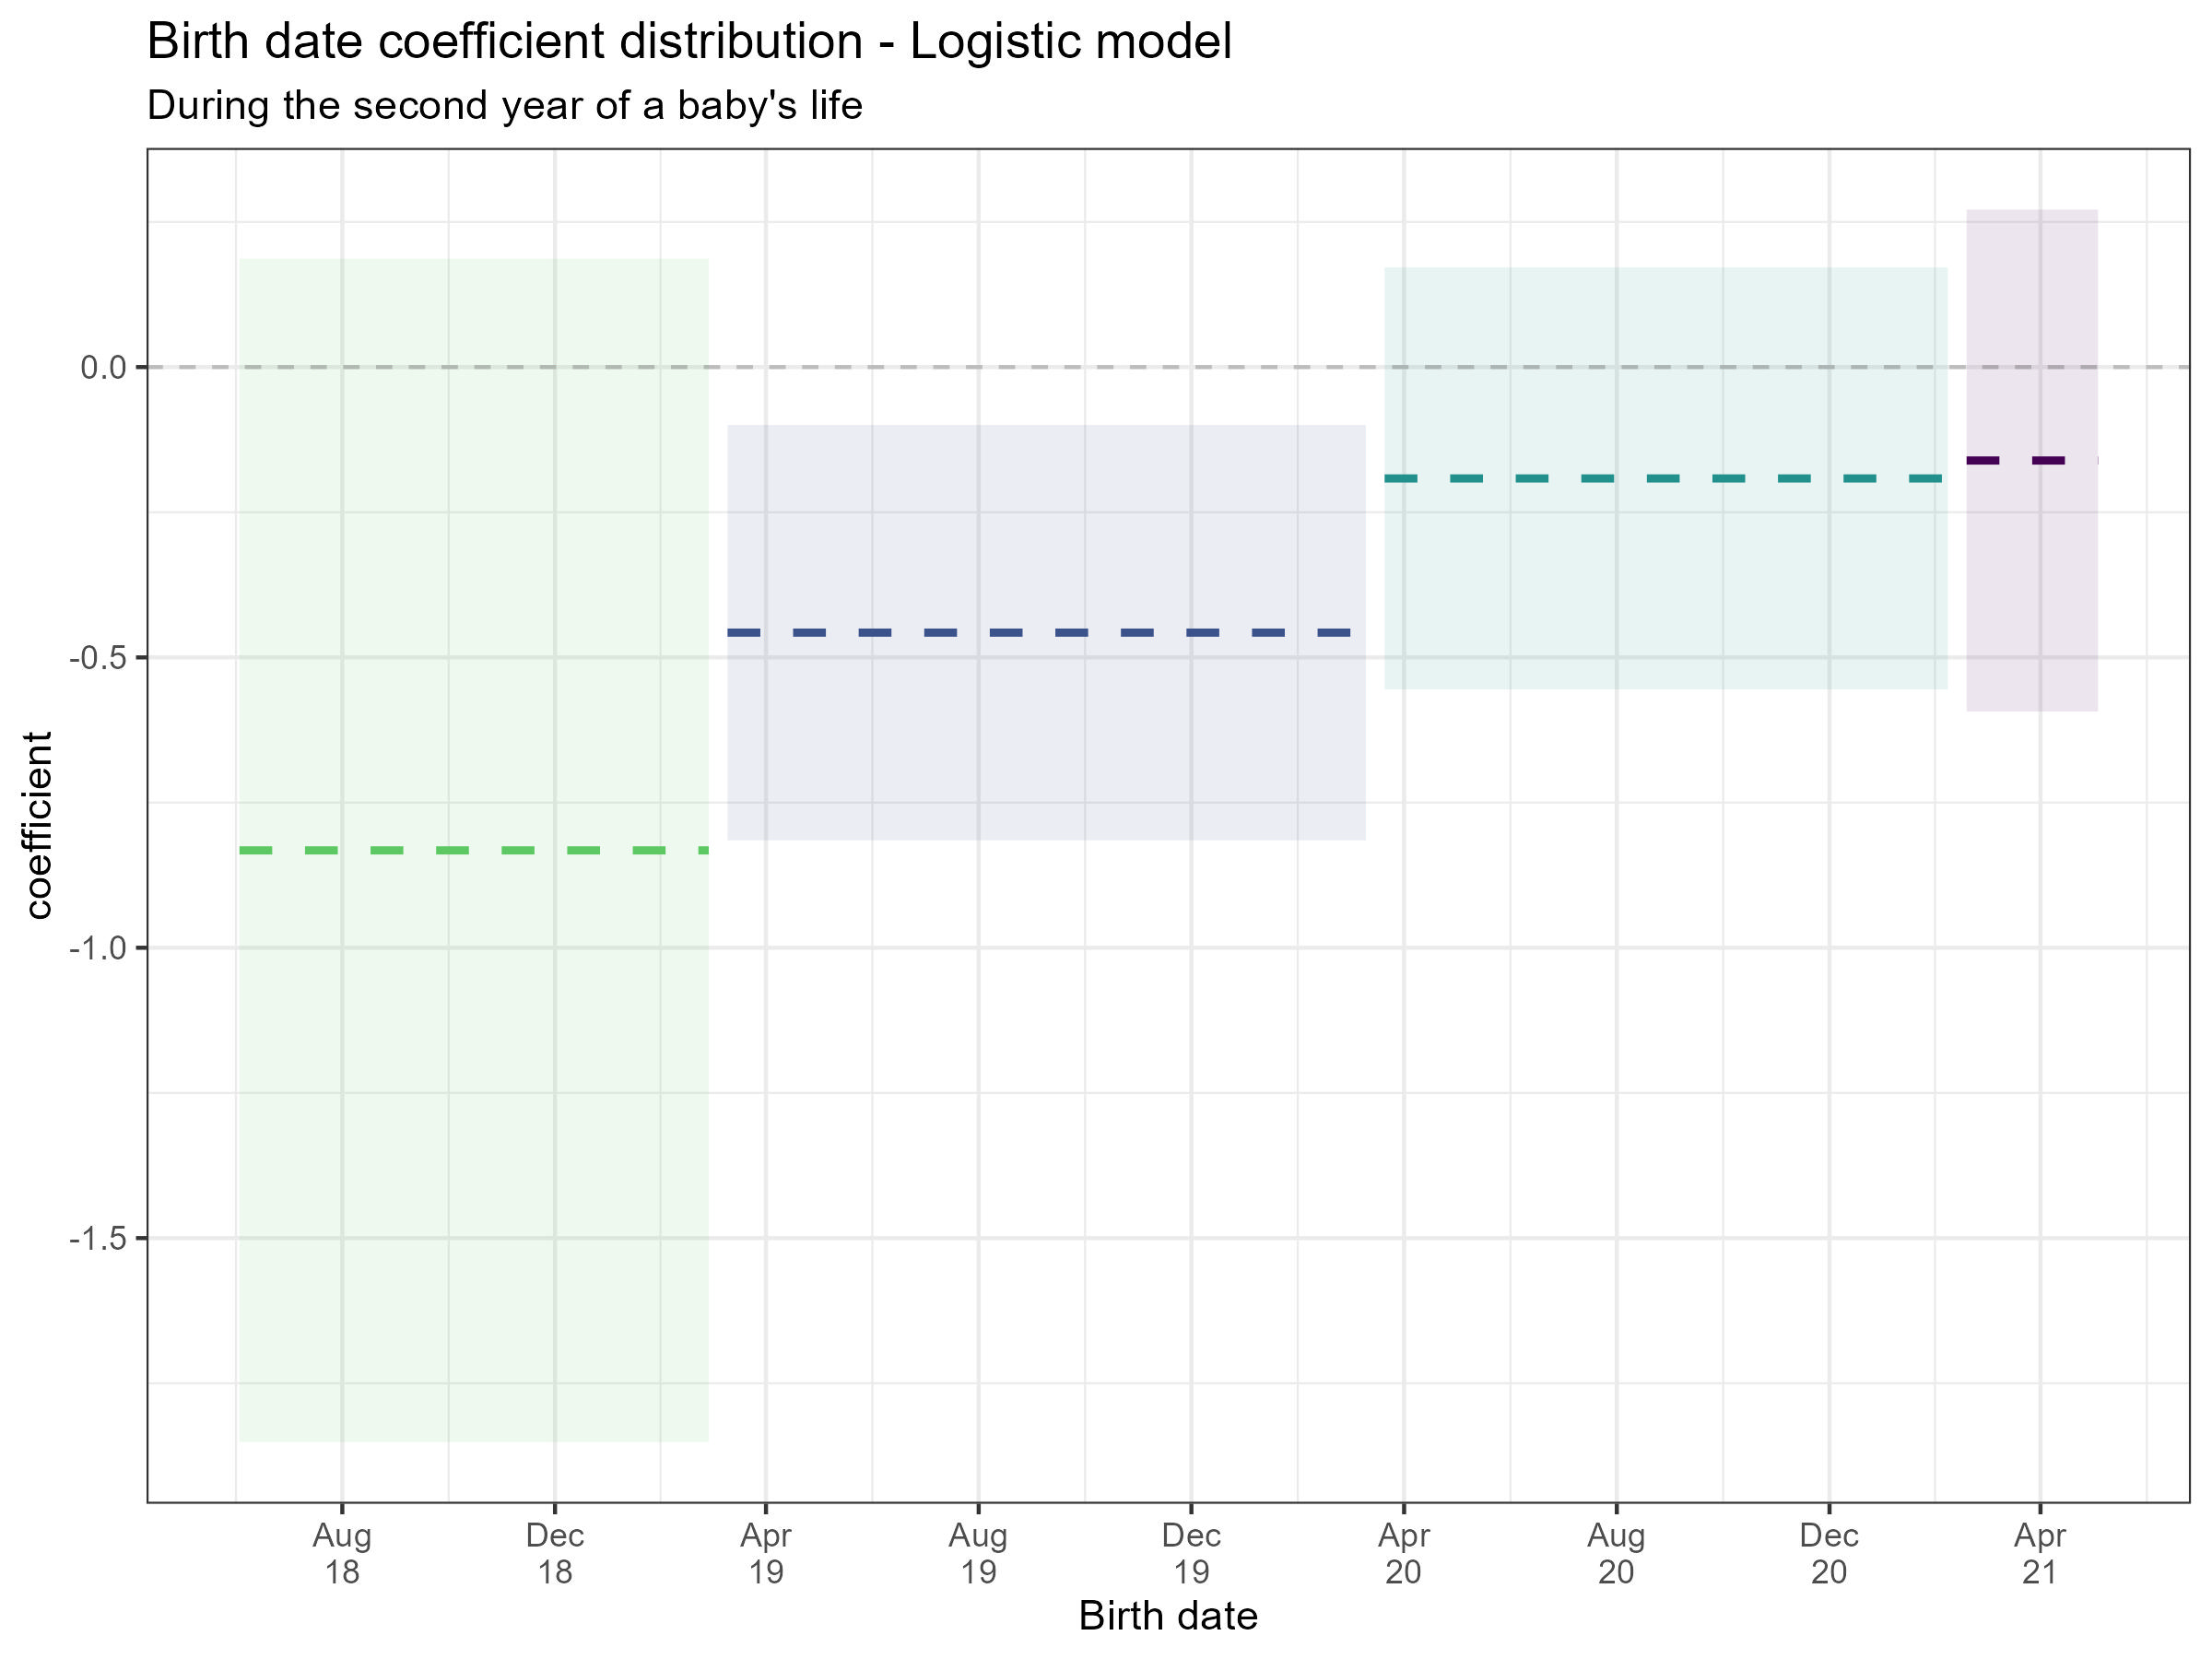 Birth date coefficient distribution - Logistic model
During the second year of a baby's life
coefficient
0.0
-0.5
-1.0
-1.5
Aug Dec Apr Aug Dec Apr Aug Dec Apr
18 18 19 19 19 20 20 20 21
Birth date